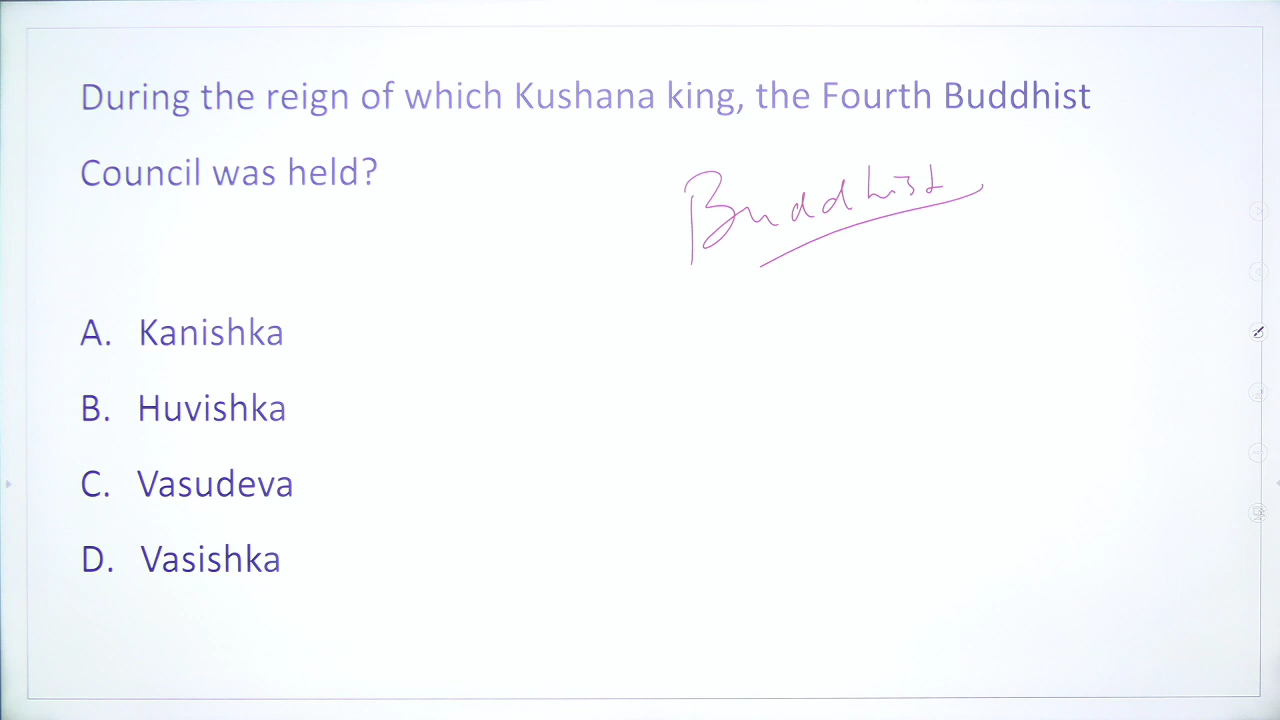 During the reign of which Kushana king, the Fourth Buddhist
Council was held?
Buddhist
A. Kanishka
B. Huvishka
C. Vasudeva
D. Vasishka